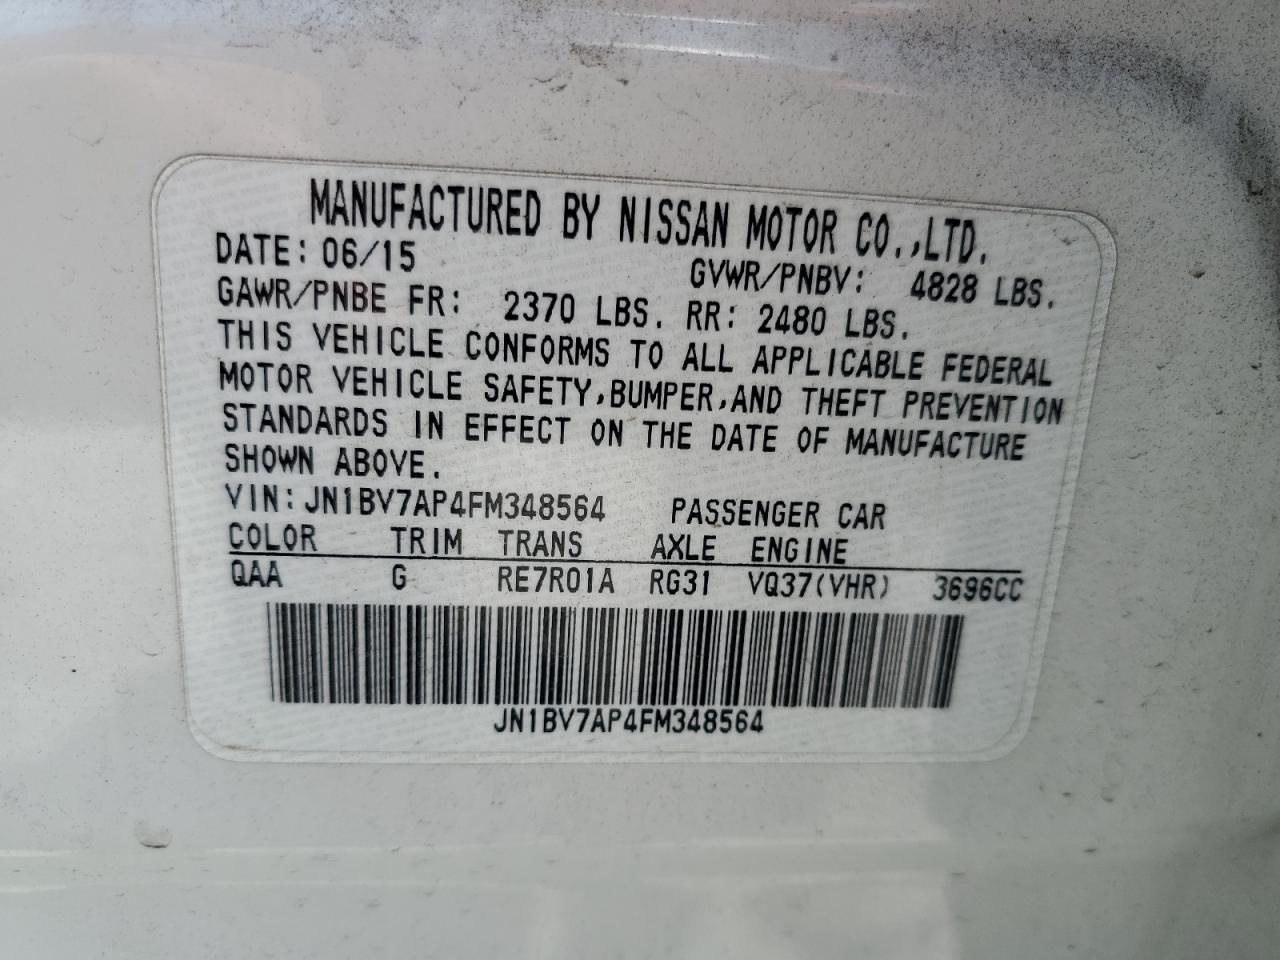 MANUFACTURED BY NISSAN MOTOR CO.,LTD.
DATE: 06/15 GVWR/PNBV: 4828 LBS.
GAWR/PNBE FR: 2370 LBS. RR: 2480 LBS.
THIS VEHICLE CONFORMS TO ALL APPLICABLE FEDERAL
MOTOR VEHICLE SAFETY,BUMPER,AND THEFT PREVENTION
STANDARDS IN EFFECT ON THE DATE OF MANUFACTURE
SHOWN ABOVE.
VIN:JN1BV7AP4FM348564 PASSENGER CAR
COLOR TRIM TRANS AXLE ENGINE
QAA G RE7R01A RG31 VQ37(VHR) 3696CC
JN1BV7AP4FM348564